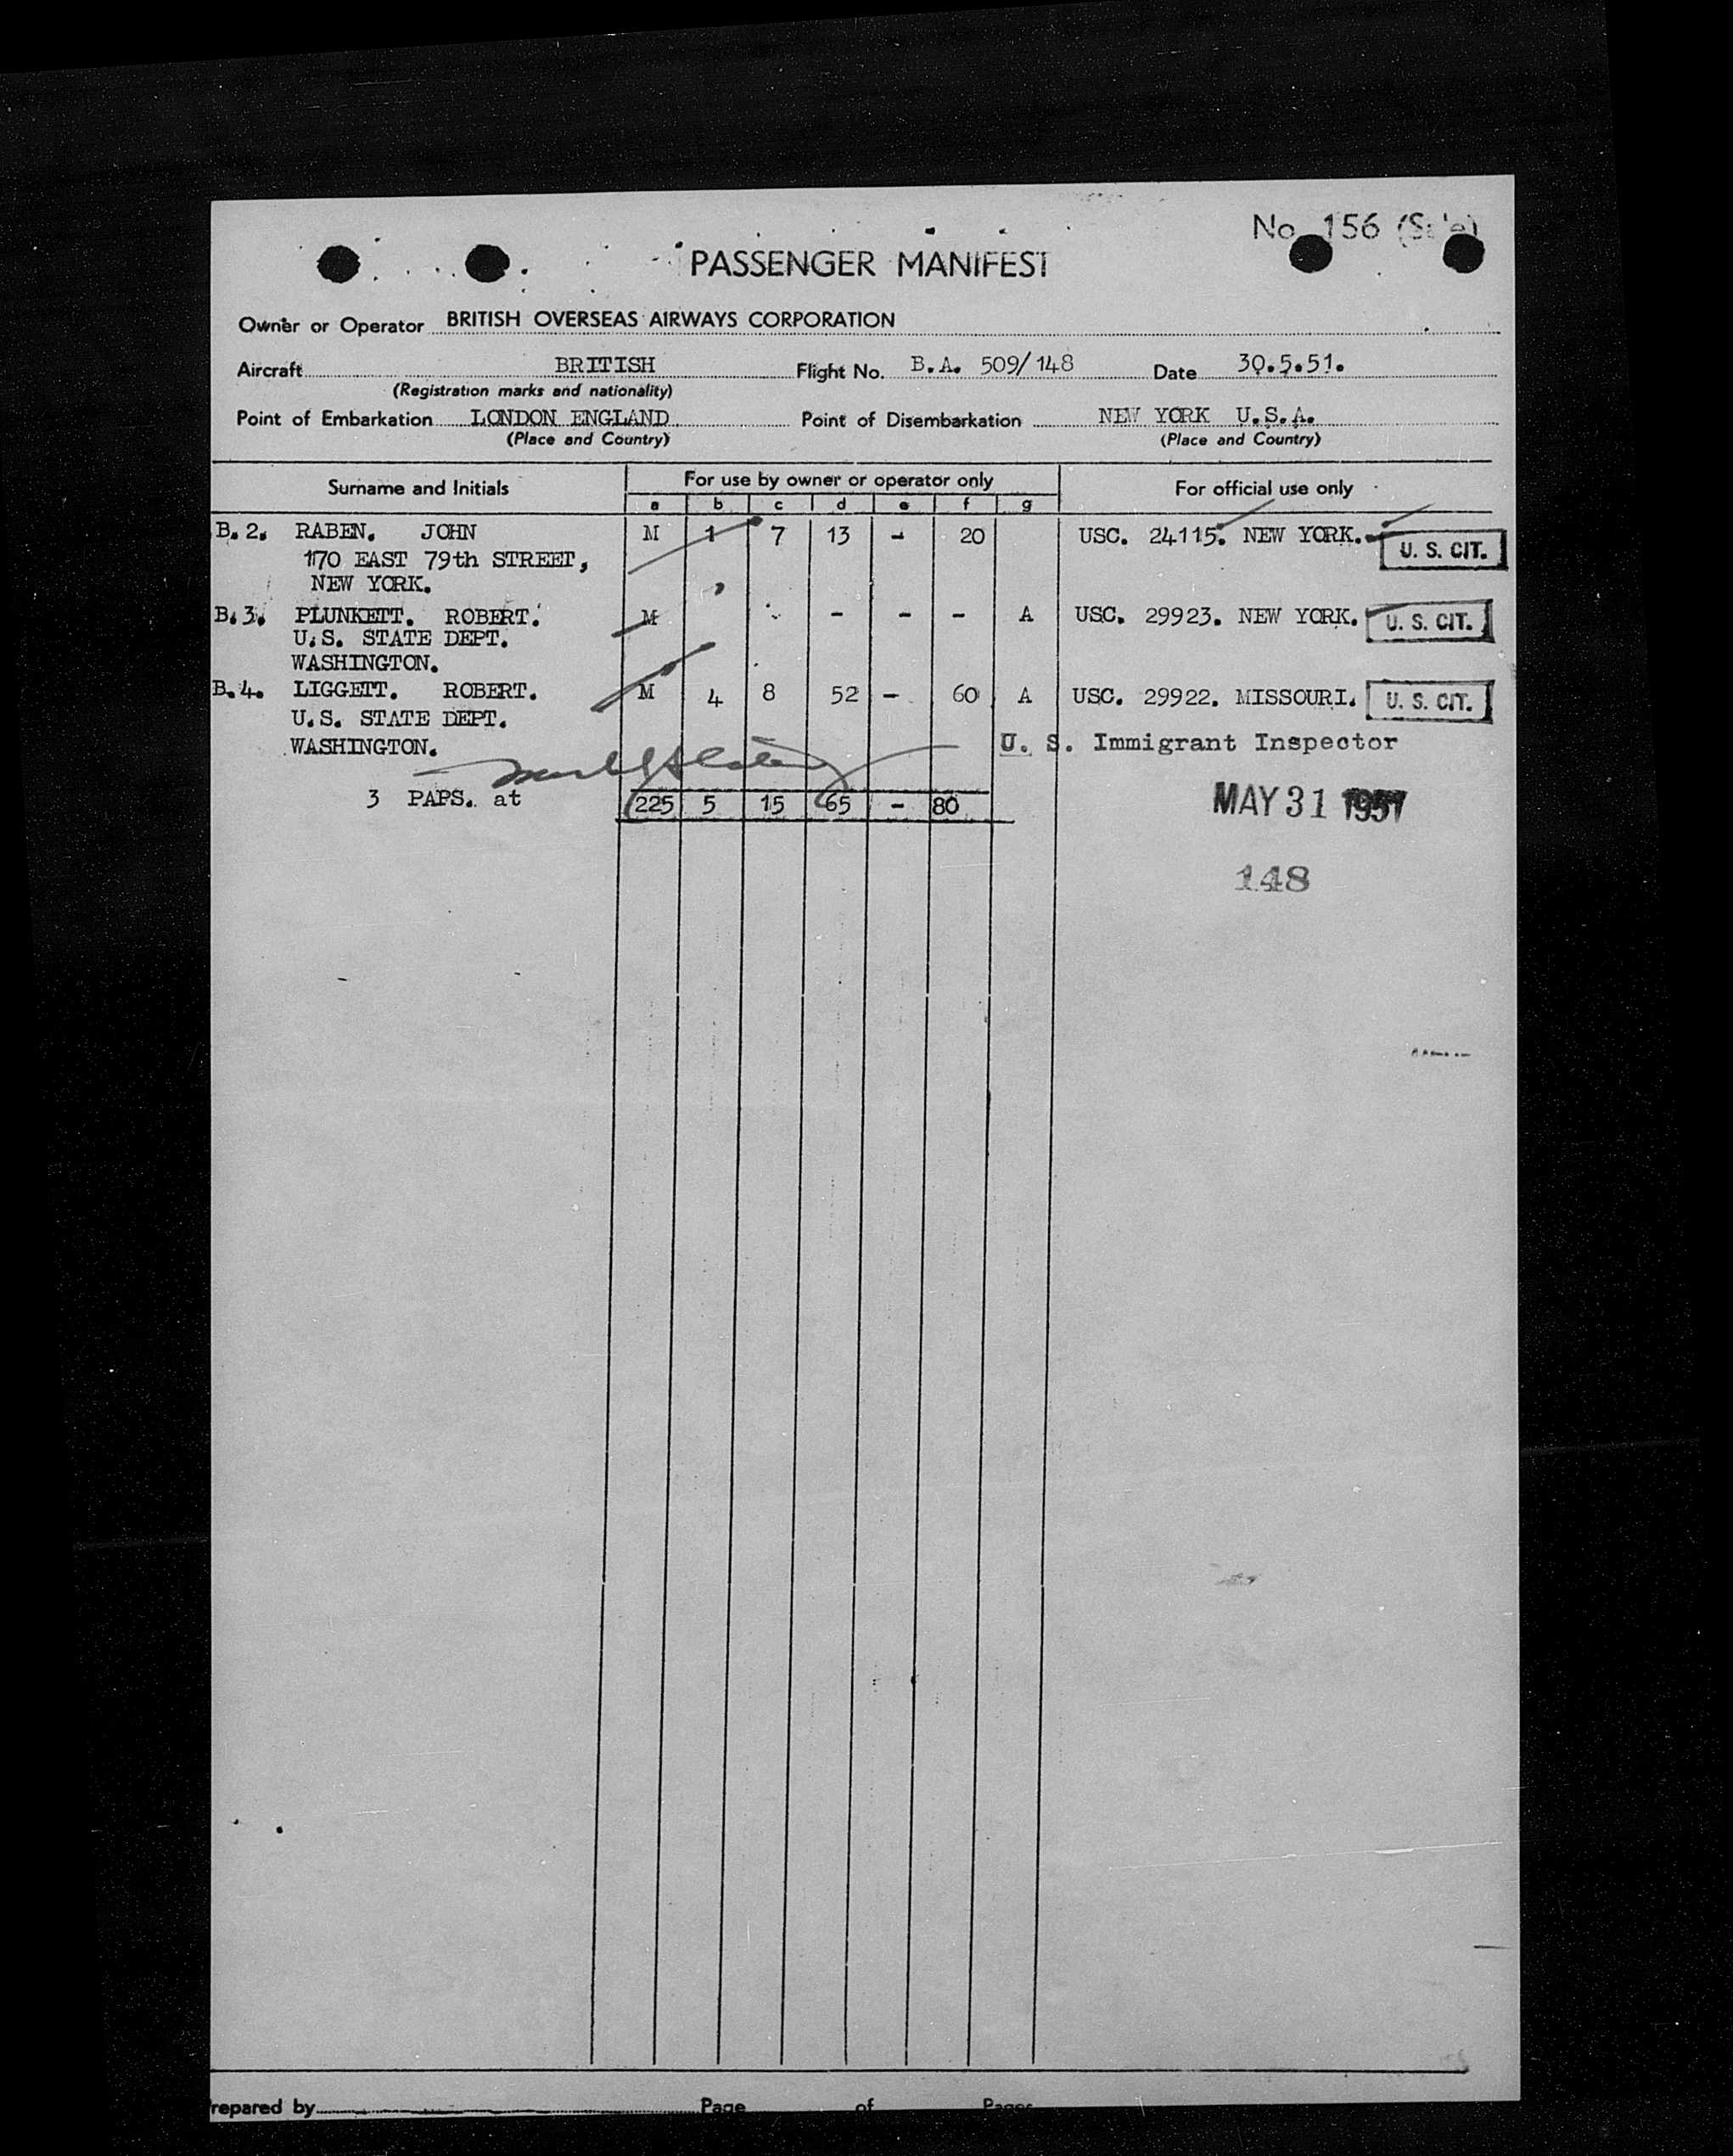 No. 156
PASSENGER MANIFEST
Owner or Operator BRITISH OVERSEAS AIRWAYS CORPORATION
Aircraft BRITISH Flight No. B.A. 509/148 Date 30.5.51.
(Registration marks and nationality)
Point of Embarkation LONDON ENGLAND Point of Disembarkation NEW YORK U.S.A.
(Place and Country) (Place and Country)
Surname and Initials For use by owner or operator only For official use only
a b c d e f g
B.2. RABEN. JOHN M 1 7 13 - 20 USC. 24115. NEW YORK. U. S. CIT.
1170 EAST 79th STREET,
NEW YORK.
B.3. PLUNKETT. ROBERT. M - - - A USC. 29923. NEW YORK. U. S. CIT.
U.S. STATE DEPT.
WASHINGTON.
B.4. LIGGETT. ROBERT. M 4 8 52 - 60 A USC. 29922. MISSOURI. U. S. CIT.
U.S. STATE DEPT.
WASHINGTON. U. S. Immigrant Inspector
3 PAPS. at 225 5 15 65 - 80 MAY 31 1951
148
repared by Page of Pages